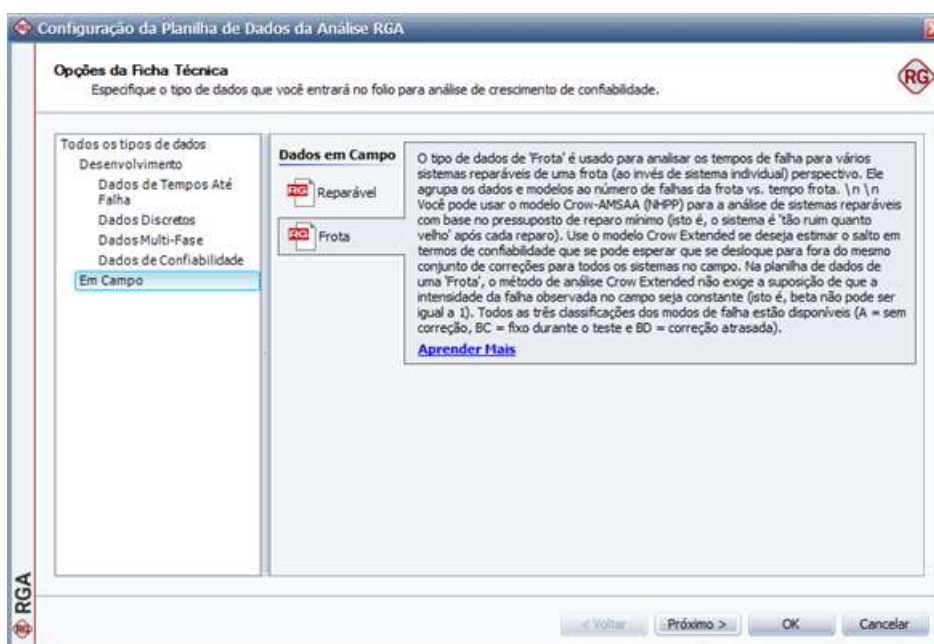 Configuração da Planilha de Dados da Análise RGA
Opções da Ficha Técnica
Especifique o tipo de dados que você entrará no folio para análise de crescimento de confiabilidade.
RG
Todos os tipos de dados
Desenvolvimento
Dados de Tempos Até
Falha
Dados Discretos
Dados Multi-Fase
Dados de Confiabilidade
Em Campo
Dados em Campo
RG Reparável
RG Frota
O tipo de dados de 'Frota' é usado para analisar os tempos de falha para vários
sistemas reparáveis de uma frota (ao invés de sistema individual) perspectivo. Ele
agrupa os dados e modelos ao número de falhas da frota vs. tempo frota. \n \n
Você pode usar o modelo Crow-AMSAA (NHPP) para a análise de sistemas reparáveis
com base no pressuposto de reparo mínimo (isto é, o sistema é 'tão ruim quanto
velho' após cada reparo). Use o modelo Crow Extended se deseja estimar o salto em
termos de confiabilidade que se pode esperar que se desloque para fora do mesmo
conjunto de correções para todos os sistemas no campo. Na planilha de dados de
uma 'Frota', o método de análise Crow Extended não exige a suposição de que a
intensidade da falha observada no campo seja constante (isto é, beta não pode ser
igual a 1). Todos as três classificações dos modos de falha estão disponíveis (A = sem
correção, BC = fixo durante o teste e BD = correção atrasada).
Aprender Mais
RGA
< Voltar
Próximo >
OK
Cancelar